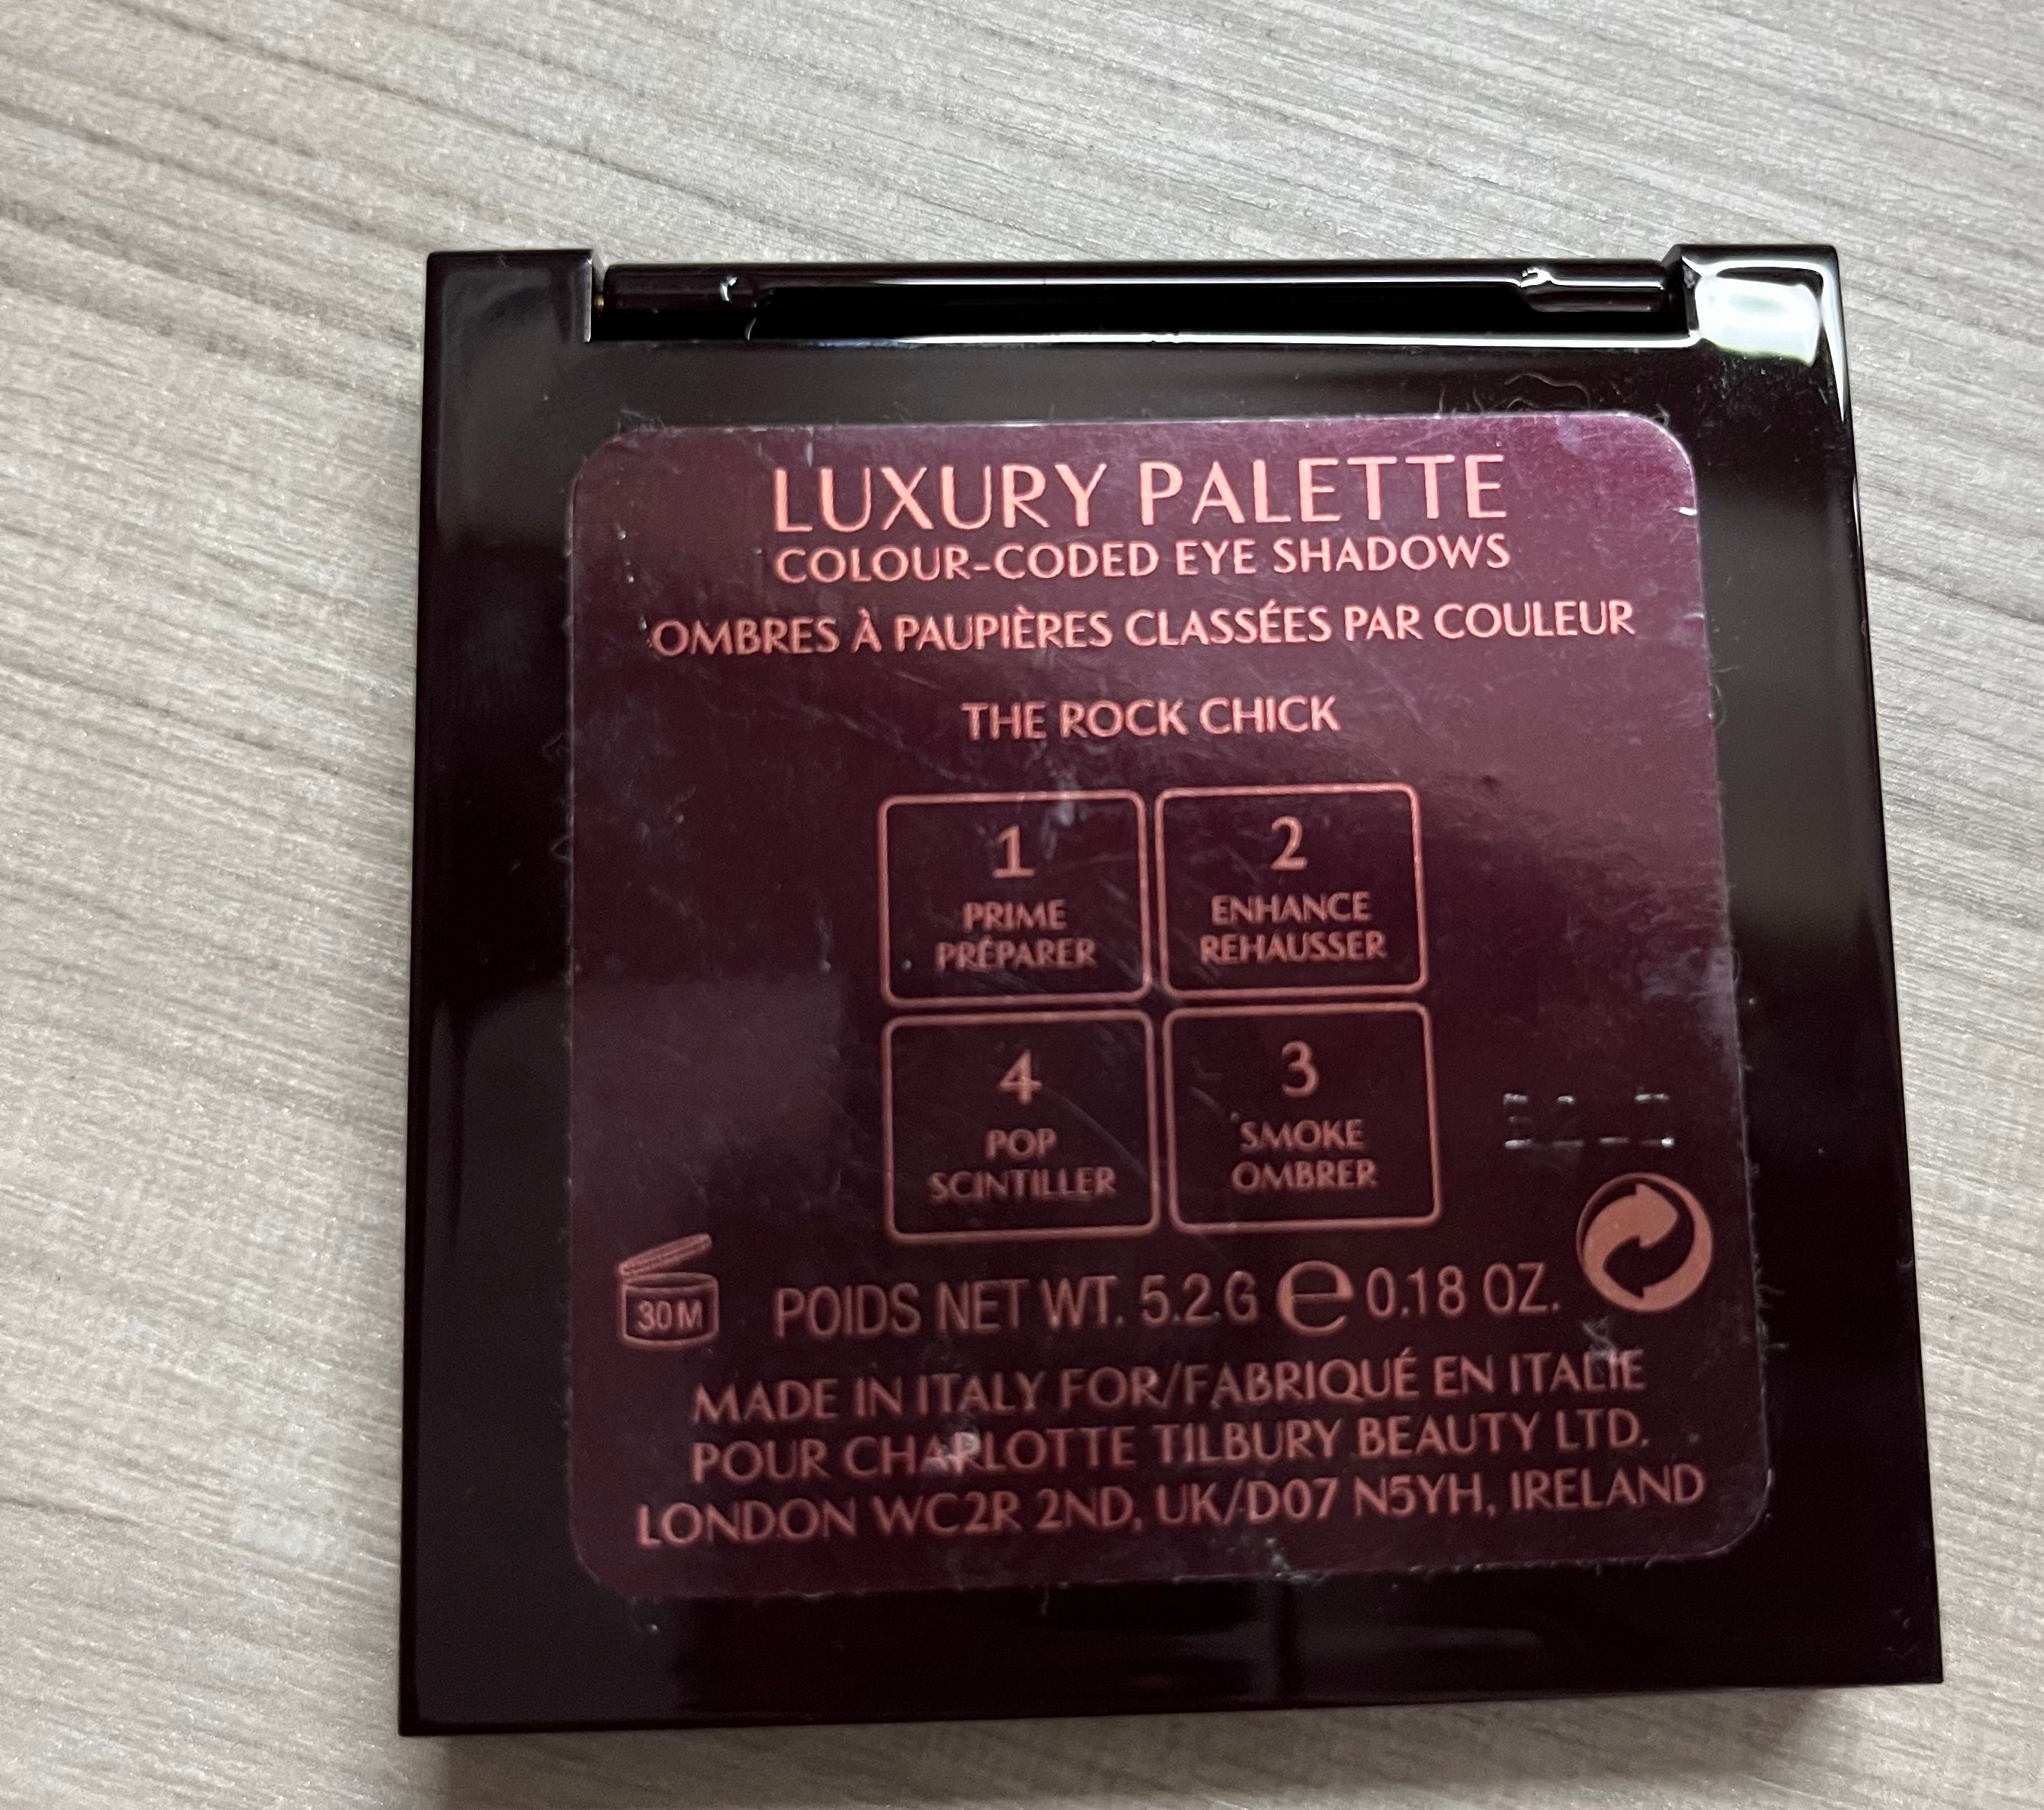 LUXURY PALETTE
COLOUR-CODED EYE SHADOWS
OMBRES À PAUPIÈRES CLASSÉES PAR COULEUR
THE ROCK CHICK
1
PRIME
PRÉPARER
2
ENHANCE
REHAUSSER
4
POP
SCINTILLER
3
SMOKE
OMBRER
30M
POIDS NET WT. 5.2.G e 0.18 OZ.
MADE IN ITALY FOR/FABRIQUÉ EN ITALIE
POUR CHARLOTTE TILBURY BEAUTY LTD.
LONDON WC2R 2ND, UK/D07 N5YH, IRELAND